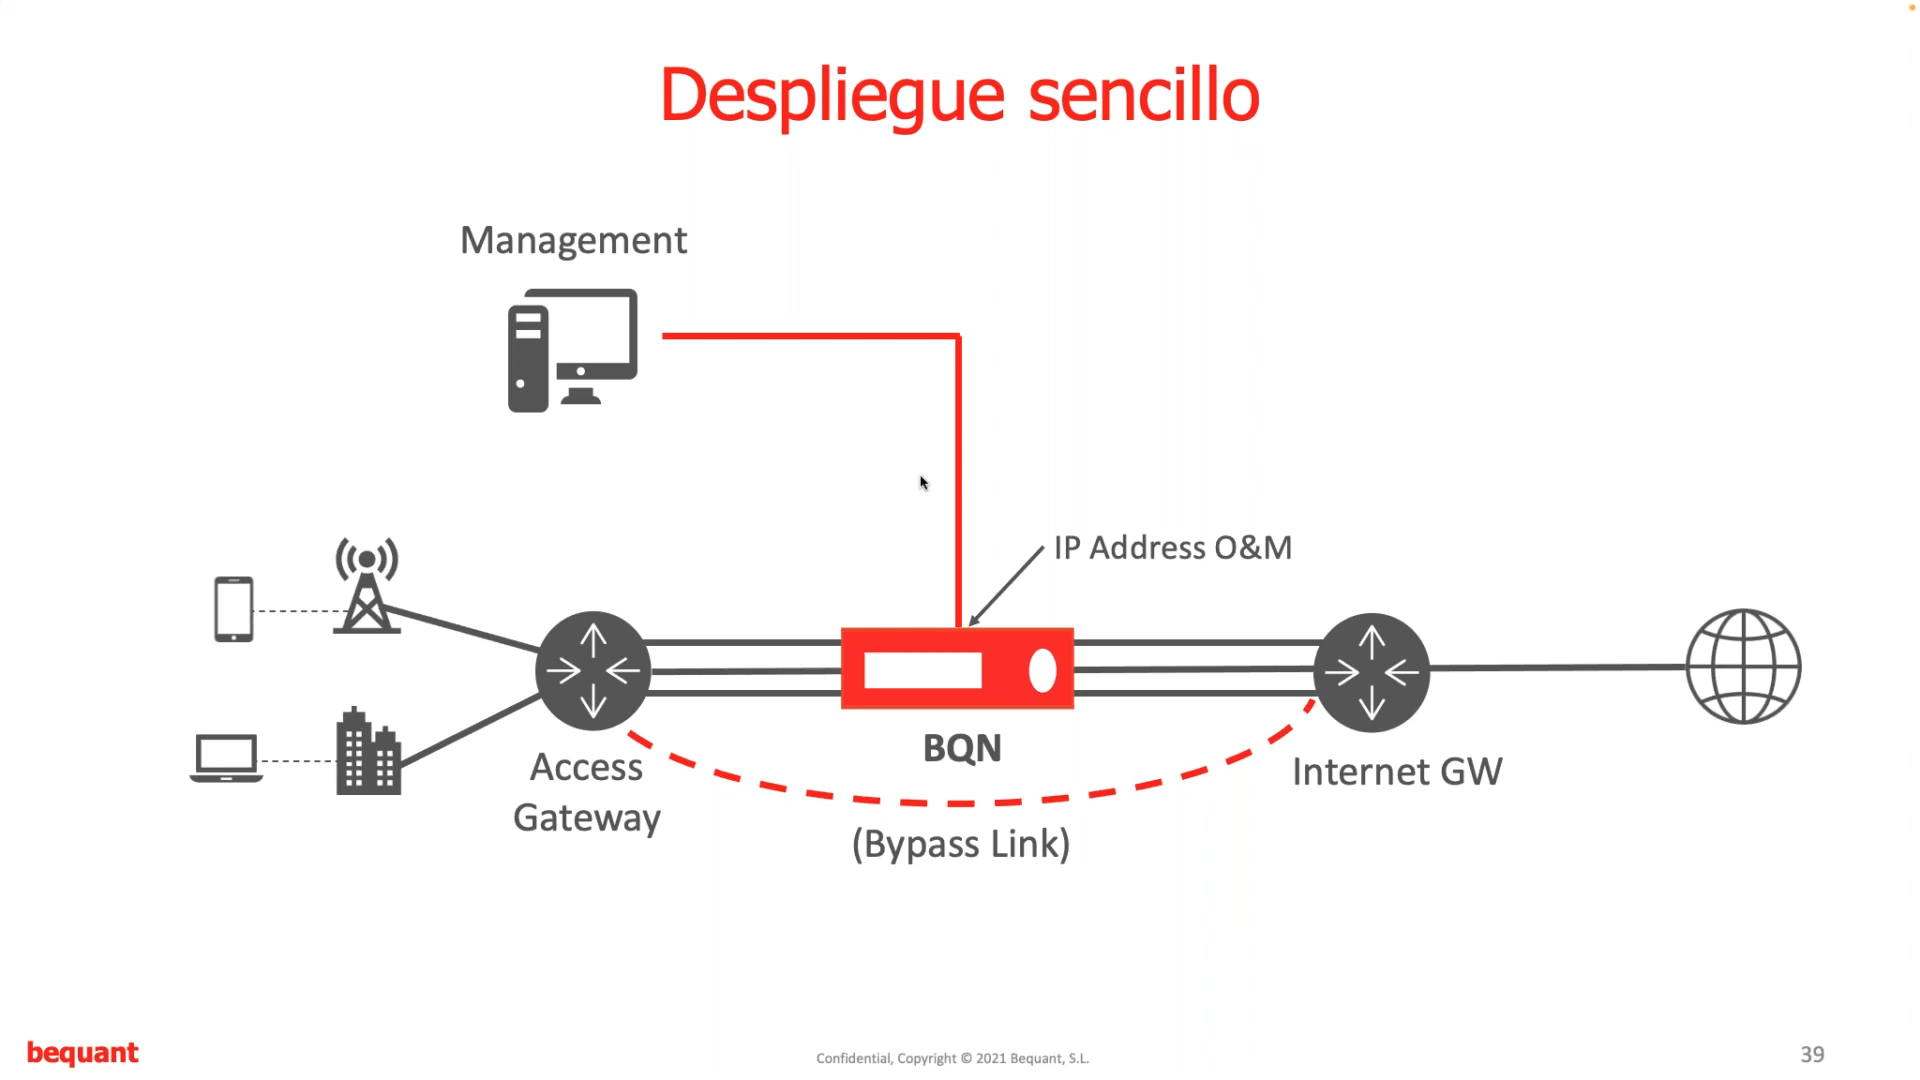 Despliegue sencillo
Management
IP Address O&M
BQN
Access
Gateway
Internet GW
(Bypass Link)
bequant
Confidential, Copyright © 2021 Bequant, S.L.
39